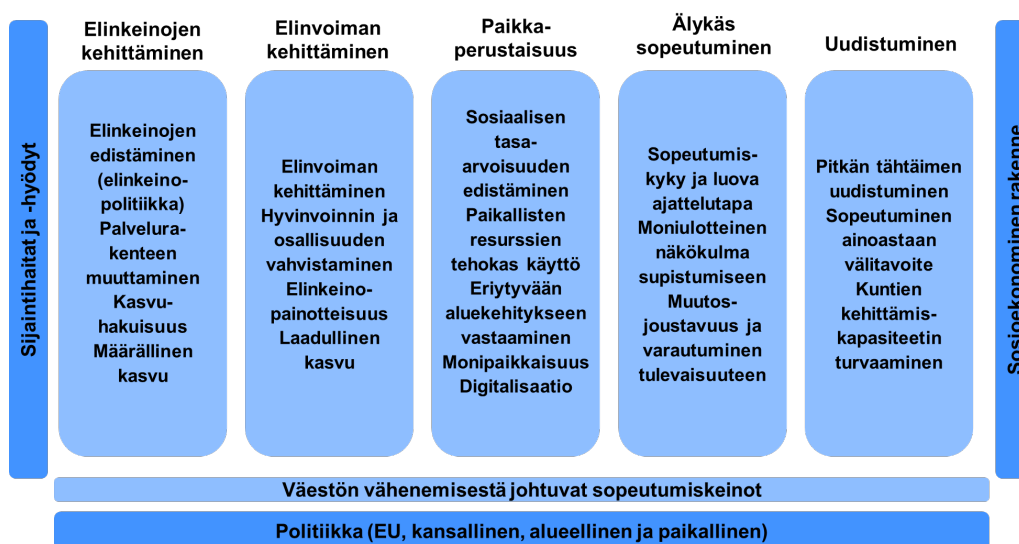 Sijaintihaitat ja -hyödyt
Elinkeinojen
kehittäminen
Elinkeinojen
edistäminen
(elinkeino-
politiikka)
Palvelura-
kenteen
muuttaminen
Kasvu-
hakuisuus
Määrällinen
kasvu
Elinvoiman
kehittäminen
Elinvoiman
kehittäminen
Hyvinvoinnin ja
osallisuuden
vahvistaminen
Elinkeino-
painotteisuus
Laadullinen
kasvu
Paikka-
perustaisuus
Sosiaalisen
tasa-
arvoisuuden
edistäminen
Paikallisten
resurssien
tehokas käyttö
Eriytyvään
aluekehitykseen
vastaaminen
Monipaikkaisuus
Digitalisaatio
Älykäs
sopeutuminen
Sopeutumis-
kyky ja luova
ajattelutapa
Moniulotteinen
näkökulma
supistumiseen
Muutos-
joustavuus ja
varautuminen
tulevaisuuteen
Uudistuminen
Pitkän tähtäimen
uudistuminen
Sopeutuminen
ainoastaan
välitavoite
Kuntien
kehittämis-
kapasiteetin
turvaaminen
Sosioekonominen rakenne
Väestön vähenemisestä johtuvat sopeutumiskeinot
Politiikka (EU, kansallinen, alueellinen ja paikallinen)